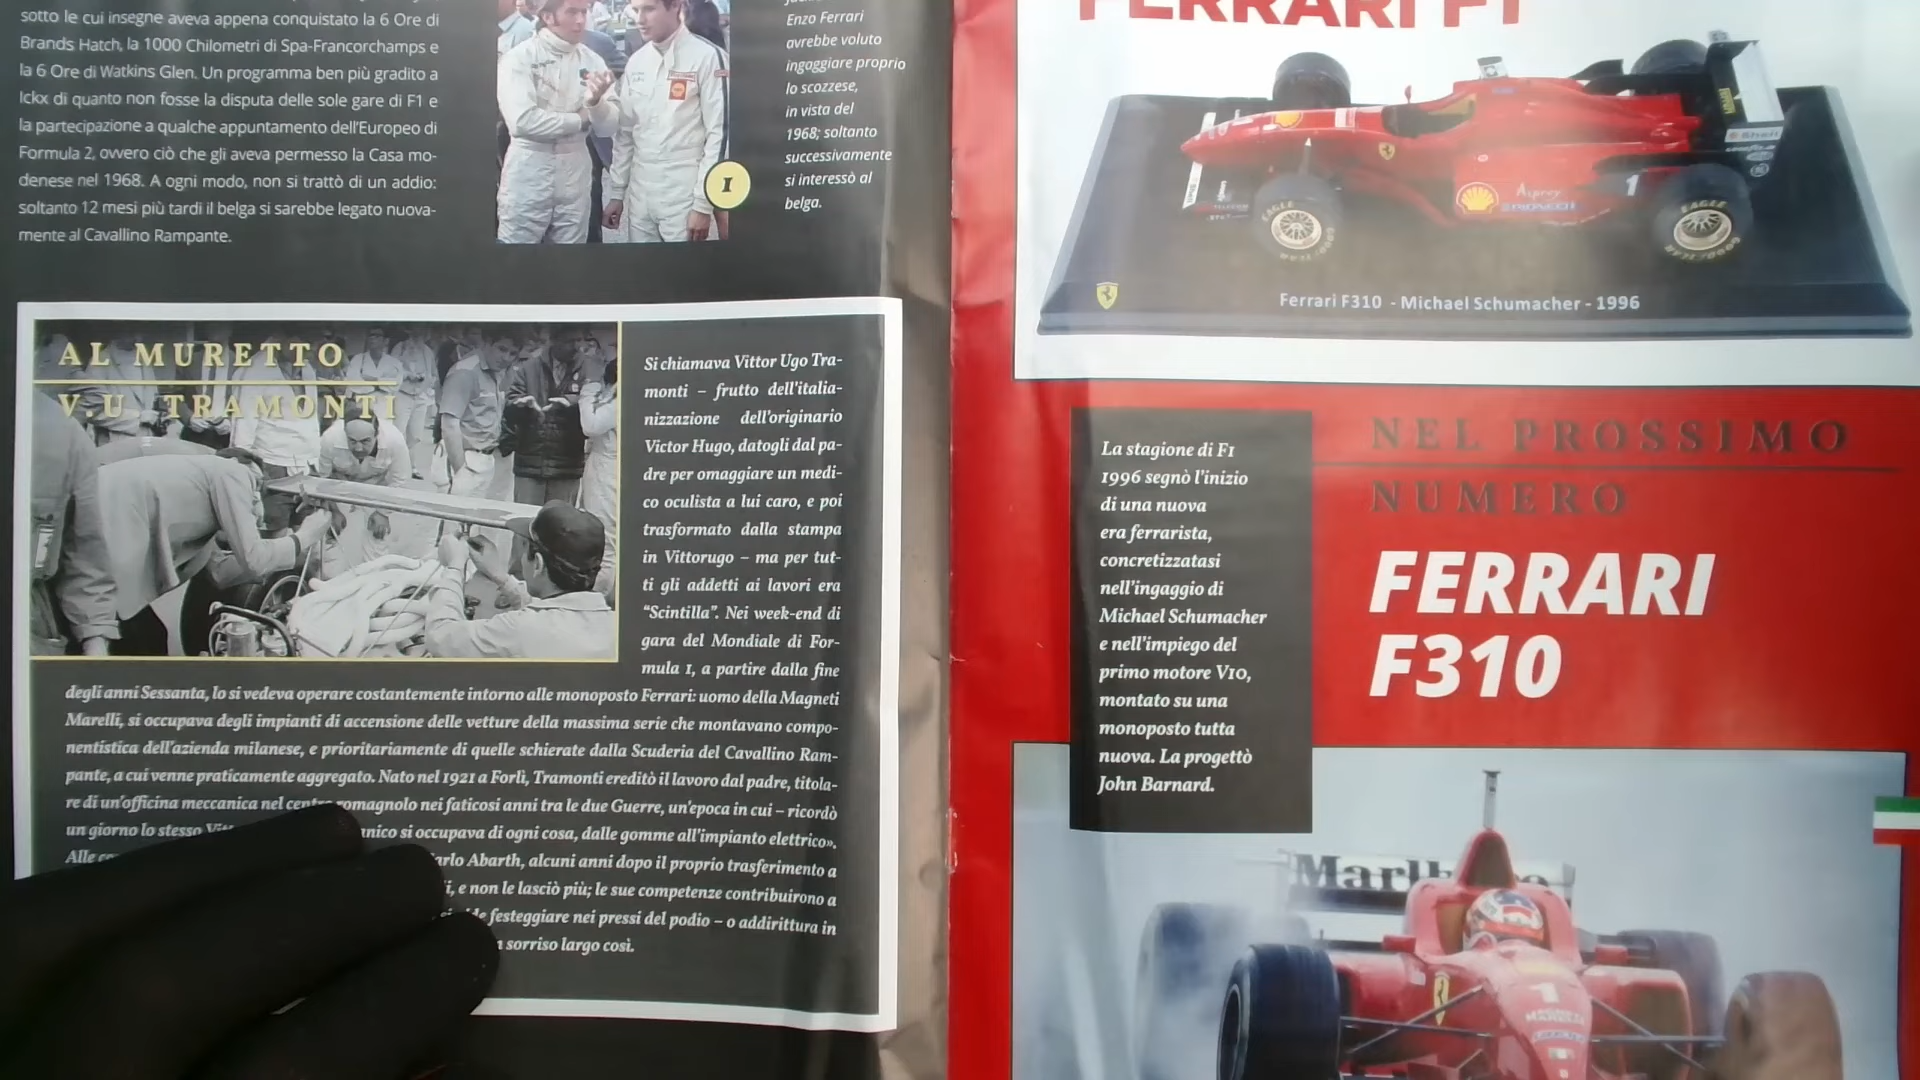 sotto le cui insegne aveva appena conquistato la 6 Ore di
Brands Hatch, la 1000 Chilometri di Spa-Francorchamps e
la 6 Ore di Watkins Glen. Un programma ben più gradito a
Ickx di quanto non fosse la disputa delle sole gare di F1 e
la partecipazione a qualche appuntamento dell'Europeo di
Formula 2, ovvero ciò che gli aveva permesso la Casa mo-
denese nel 1968. A ogni modo, non si trattò di un addio:
soltanto 12 mesi più tardi il belga si sarebbe legato nuova-
mente al Cavallino Rampante.
Enzo Ferrari
avrebbe voluto
ingaggiare proprio
lo scozzese,
in vista del
1968; soltanto
successivamente
si interessò al
belga.
1
AL MURETTO
V.U. TRAMONTI
Si chiamava Vittor Ugo Tra-
monti – frutto dell'italia-
nizzazione dell'originario
Victor Hugo, datogli dal pa-
dre per omaggiare un medi-
co oculista a lui caro, e poi
trasformato dalla stampa
in Vittorugo – ma per tut-
ti gli addetti ai lavori era
“Scintilla”. Nei week-end di
gara del Mondiale di For-
mula 1, a partire dalla fine
degli anni Sessanta, lo si vedeva operare costantemente intorno alle monoposto Ferrari: uomo della Magneti
Marelli, si occupava degli impianti di accensione delle vetture della massima serie che montavano compo-
nentistica dell'azienda milanese, e prioritariamente di quelle schierate dalla Scuderia del Cavallino Ram-
pante, a cui venne praticamente aggregato. Nato nel 1921 a Forlì, Tramonti ereditò il lavoro dal padre, titola-
re di un'officina meccanica nel centro romagnolo nei faticosi anni tra le due Guerre, un'epoca in cui – ricordò
un giorno lo stesso si occupava di ogni cosa, dalle gomme all'impianto elettrico».
Alle Abarth, alcuni anni dopo il proprio trasferimento a
e non le lasciò più; le sue competenze contribuirono a
festeggiare nei pressi del podio – o addirittura in
sorriso largo così.
FERRARI F1
Shell
Asprey
PIONEER
1
EAGLE
GOODYEAR
EAGLE
GOODYEAR
Ferrari F310 - Michael Schumacher - 1996
La stagione di F1
1996 segnò l'inizio
di una nuova
era ferrarista,
concretizzatasi
nell'ingaggio di
Michael Schumacher
e nell'impiego del
primo motore V10,
montato su una
monoposto tutta
nuova. La progettò
John Barnard.
NEL PROSSIMO
NUMERO
FERRARI
F310
Marlboro
1